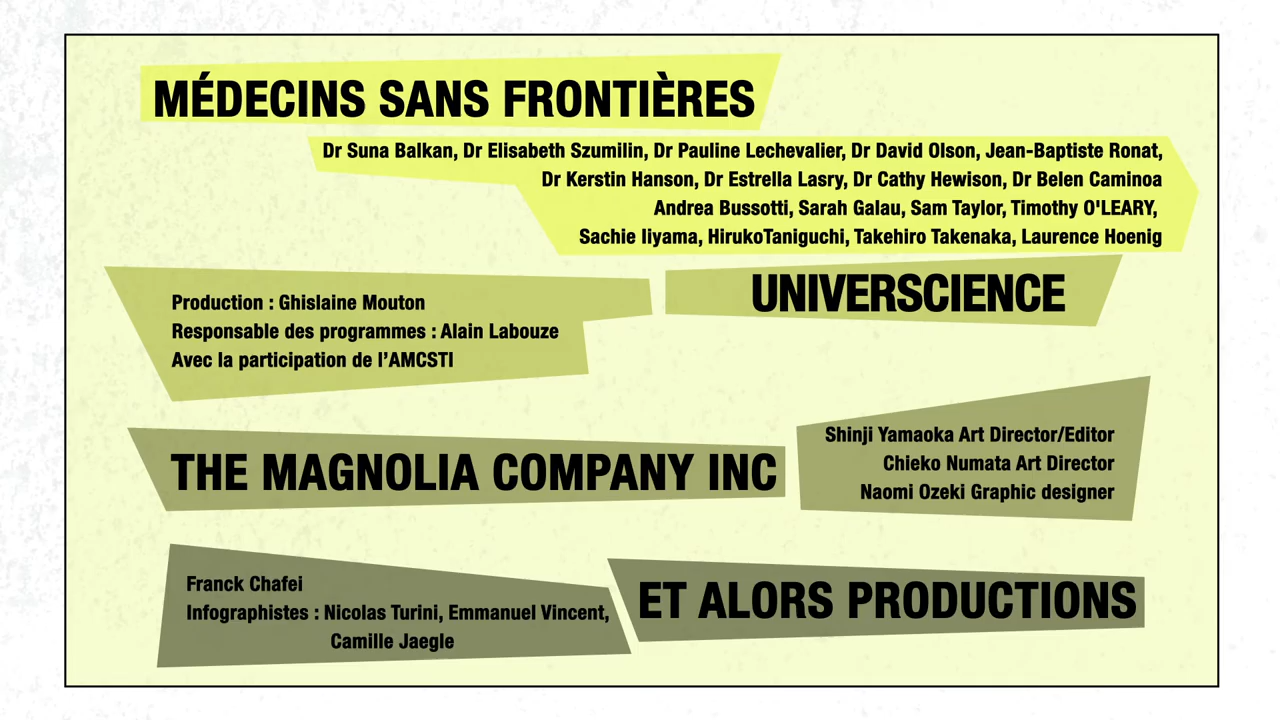 MÉDECINS SANS FRONTIÈRES
Dr Suna Balkan, Dr Elisabeth Szumilin, Dr Pauline Lechevalier, Dr David Olson, Jean-Baptiste Ronat,
Dr Kerstin Hanson, Dr Estrella Lasry, Dr Cathy Hewison, Dr Belen Caminoa
Andrea Bussotti, Sarah Galau, Sam Taylor, Timothy O'LEARY,
Sachie Iiyama, HirukoTaniguchi, Takehiro Takenaka, Laurence Hoenig
UNIVERSCIENCE
Production : Ghislaine Mouton
Responsable des programmes : Alain Labouze
Avec la participation de l’AMCSTI
THE MAGNOLIA COMPANY INC
Shinji Yamaoka Art Director/Editor
Chieko Numata Art Director
Naomi Ozeki Graphic designer
ET ALORS PRODUCTIONS
Franck Chafei
Infographistes : Nicolas Turini, Emmanuel Vincent,
Camille Jaegle